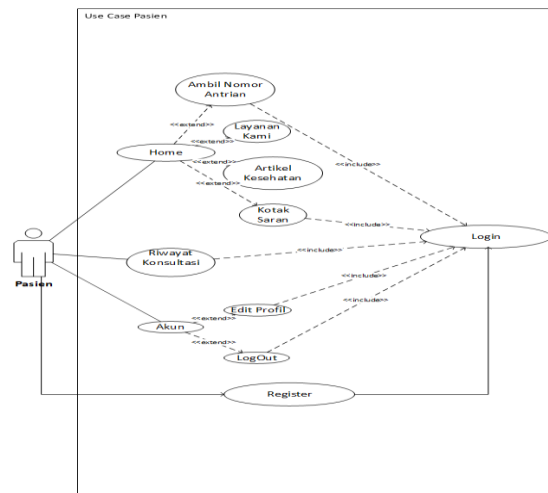 Use Case Pasien
Ambil Nomor
Antrian
<<extend>>
Layanan
Kami
<<extend>>
Home
<<extend>>
Artikel
Kesehatan
<<include>>
<<extend>>
Kotak
Saran
<<include>>
Login
Riwayat
Konsultasi
<<include>>
Pasien
<<include>>
<<include>>
Edit Profil
<<extend>>
Akun
<<extend>>
LogOut
Register